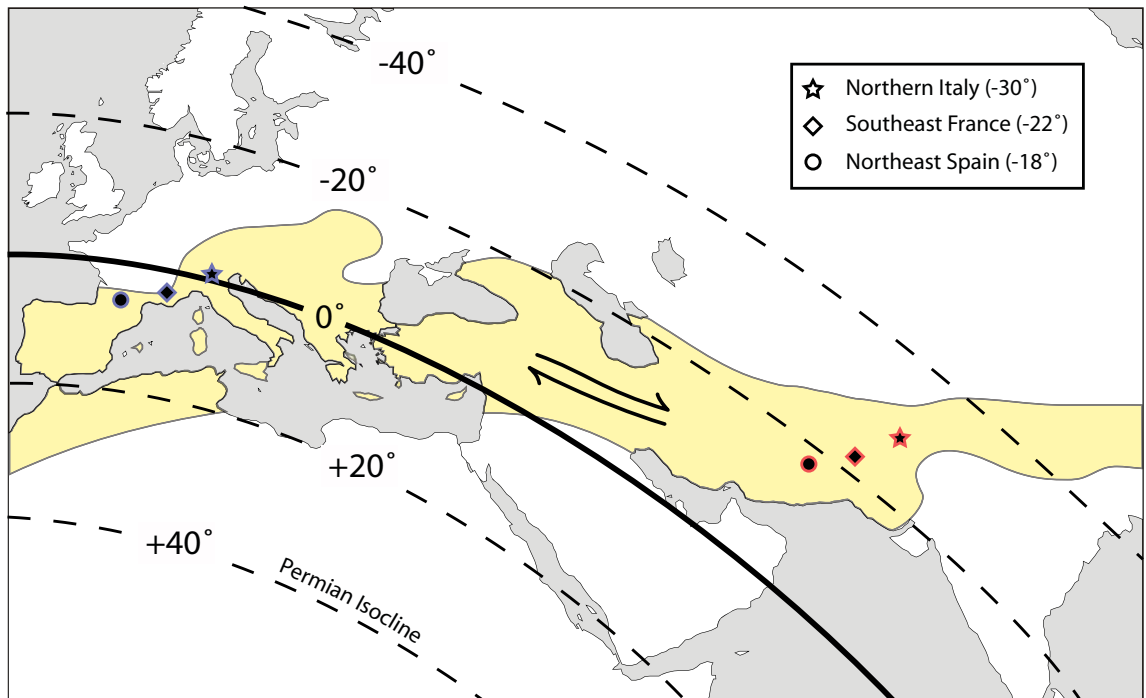 -40˚
Northern Italy (-30˚)
Southeast France (-22˚)
Northeast Spain (-18˚)
-20˚
0˚
+20˚
+40˚
Permian Isocline